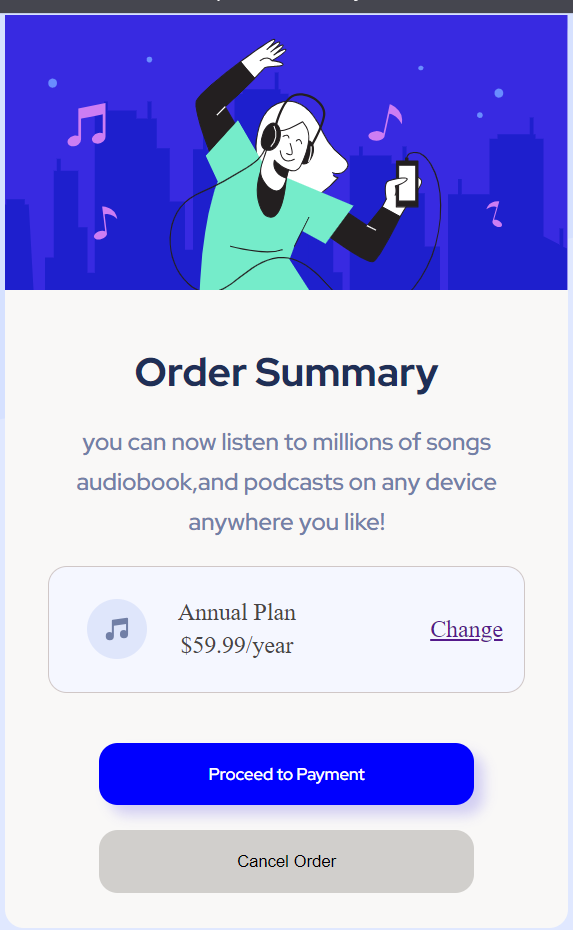 Order Summary
you can now listen to millions of songs
audiobook,and podcasts on any device
anywhere you like!
Annual Plan
$59.99/year
Change
Proceed to Payment
Cancel Order